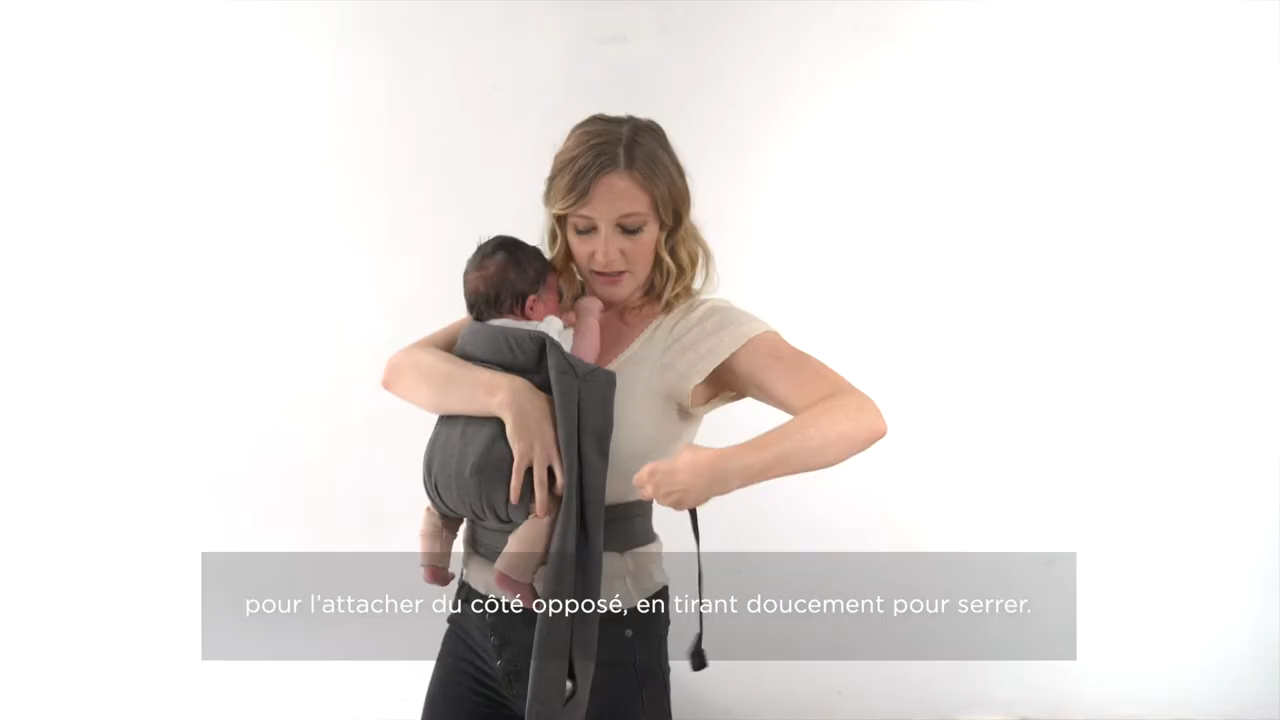 pour l’attacher du côté opposé, en tirant doucement pour serrer.